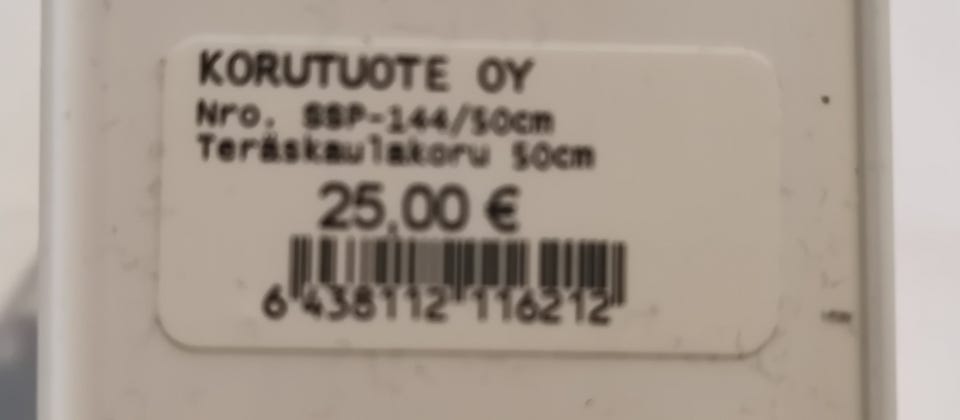 KORUTUOTE OY
Nro. SSP-144/50cm
Teräskaulakoru 50cm
25,00 €
6 438112 116212